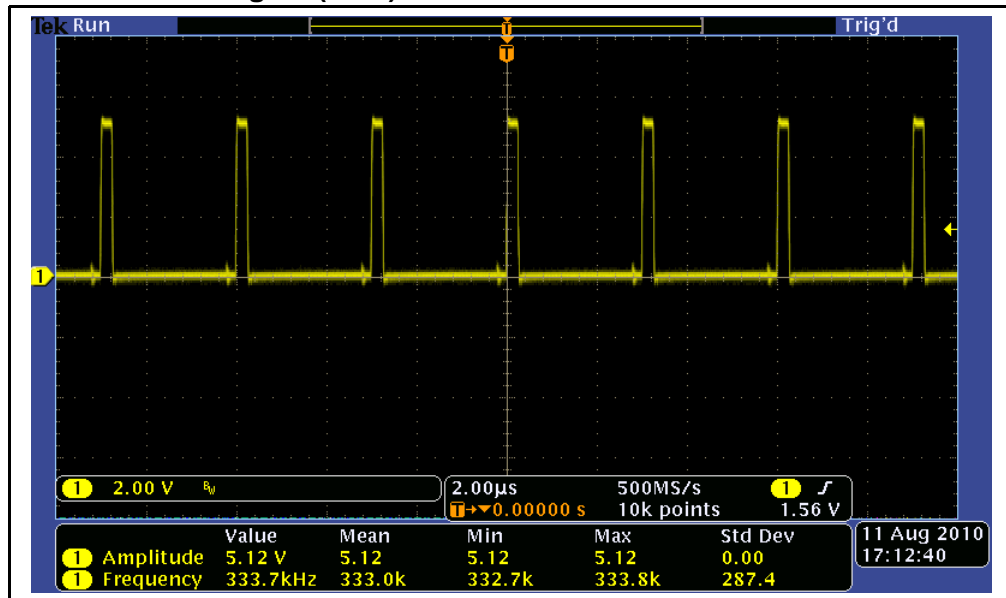 Tek Run Trig'd
T
T
1
1 2.00 V BW
2.00µs 500MS/s 1 ƒ
T→▼0.00000 s 10k points 1.56 V
Value Mean Min Max Std Dev
1 Amplitude 5.12 V 5.12 5.12 5.12 0.00
1 Frequency 333.7kHz 333.0k 332.7k 333.8k 287.4
11 Aug 2010
17:12:40